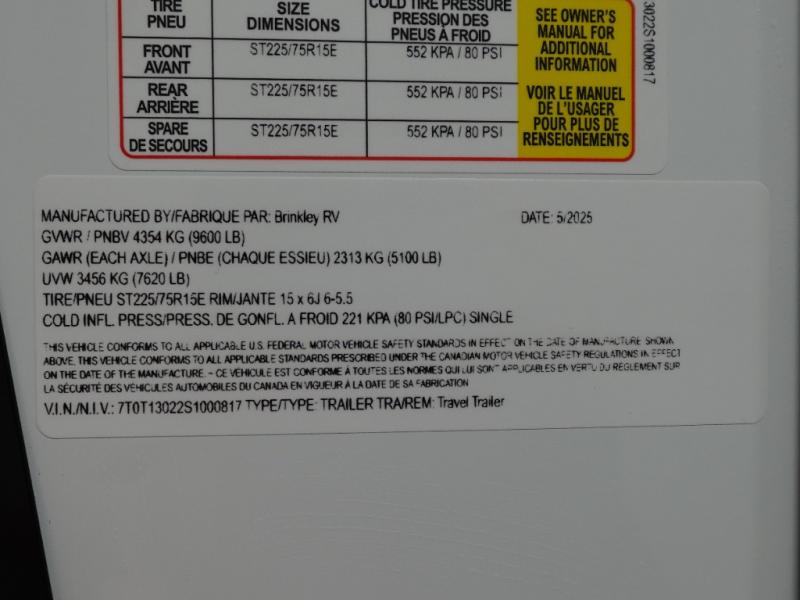 TIRE SIZE COLD TIRE PRESSURE
PNEU DIMENSIONS PRESSION DES
PNEUS À FROID
FRONT AVANT ST225/75R15E 552 KPA / 80 PSI
REAR ARRIÈRE ST225/75R15E 552 KPA / 80 PSI
SPARE DE SECOURS ST225/75R15E 552 KPA / 80 PSI
SEE OWNER'S
MANUAL FOR
ADDITIONAL
INFORMATION
VOIR LE MANUEL
DE L'USAGER
POUR PLUS DE
RENSEIGNEMENTS
3022S1000817
MANUFACTURED BY/FABRIQUE PAR: Brinkley RV DATE: 5/2025
GVWR / PNBV 4354 KG (9600 LB)
GAWR (EACH AXLE) / PNBE (CHAQUE ESSIEU) 2313 KG (5100 LB)
UVW 3456 KG (7620 LB)
TIRE/PNEU ST225/75R15E RIM/JANTE 15 x 6J 6-5.5
COLD INFL. PRESS/PRESS. DE GONFL. A FROID 221 KPA (80 PSI/LPC) SINGLE
THIS VEHICLE CONFORMS TO ALL APPLICABLE U.S. FEDERAL MOTOR VEHICLE SAFETY STANDARDS IN EFFECT ON THE DATE OF MANUFACTURE SHOWN
ABOVE. THIS VEHICLE CONFORMS TO ALL APPLICABLE STANDARDS PRESCRIBED UNDER THE CANADIAN MOTOR VEHICLE SAFETY REGULATIONS IN EFFECT
ON THE DATE OF MANUFACTURE. - CE VÉHICULE EST CONFORME À TOUTES LES NORMES QUI LUI SONT APPLICABLES EN VERTU DU RÈGLEMENT SUR
LA SÉCURITÉ DES VÉHICULES AUTOMOBILES DU CANADA EN VIGUEUR À LA DATE DE SA FABRICATION
V.I.N./N.I.V.: 7T0T13022S1000817 TYPE/TYPE: TRAILER TRA/REM: Travel Trailer